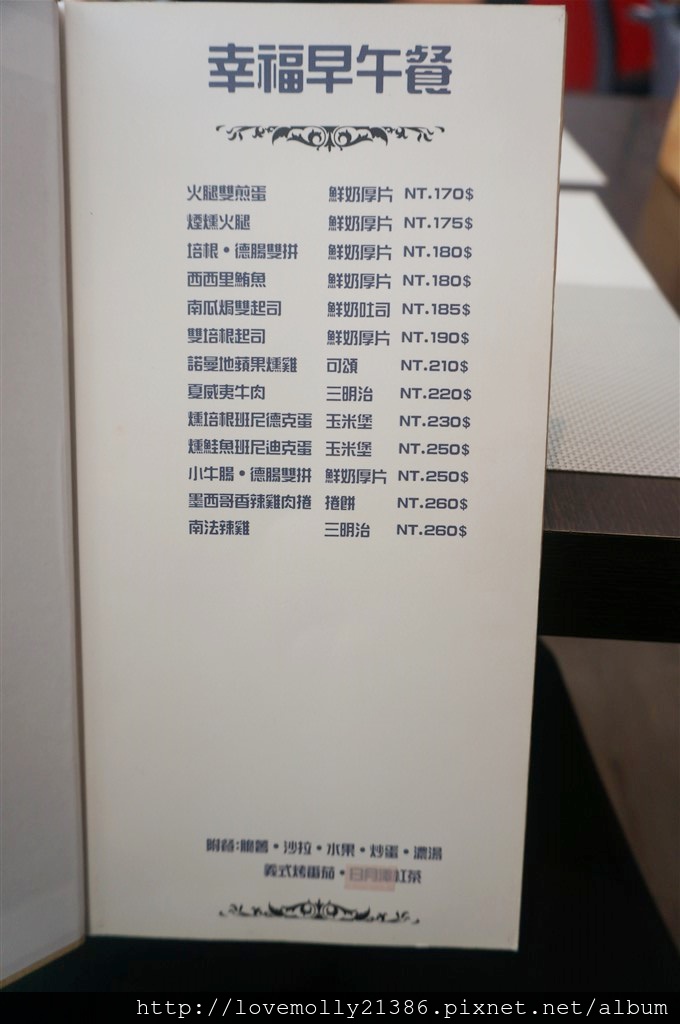 幸福早午餐
火腿雙煎蛋 鮮奶厚片 NT.170$
煙燻火腿 鮮奶厚片 NT.175$
培根•德腸雙拼 鮮奶厚片 NT.180$
西西里鮪魚 鮮奶厚片 NT.180$
南瓜焗雙起司 鮮奶吐司 NT.185$
雙培根起司 鮮奶厚片 NT.190$
諾曼地蘋果燻雞 可頌 NT.210$
夏威夷牛肉 三明治 NT.220$
燻培根班尼德克蛋 玉米堡 NT.230$
燻鮭魚班尼迪克蛋 玉米堡 NT.250$
小牛腸•德腸雙拼 鮮奶厚片 NT.250$
墨西哥香辣雞肉捲 捲餅 NT.260$
南法辣雞 三明治 NT.260$
附餐:脆薯•沙拉•水果•炒蛋•濃湯
義式烤番茄•日月潭紅茶
http://lovemolly21386.pixnet.net/album